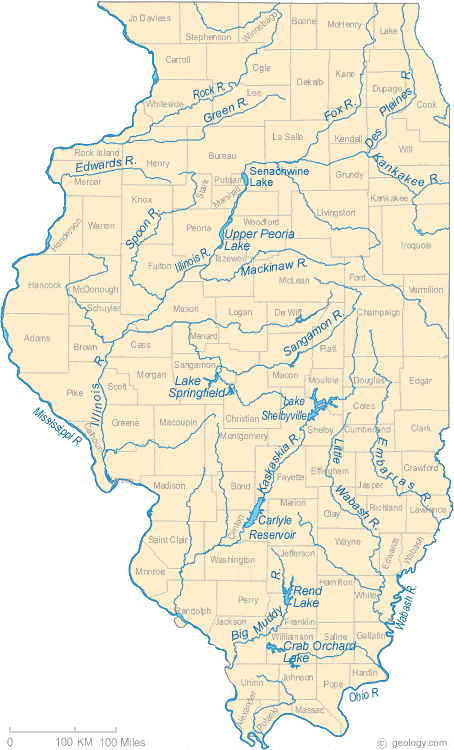 Jo Daviess
Stephenson
Winnebago
Boone
McHenry
Lake
Carroll
Ogle
Dekalb
Kane
Dupage
Cook
Rock R.
Whiteside
Lee
Green R.
Fox R.
Des Plaines R.
La Salle
Kendall
Will
Rock Island
Edwards R.
Henry
Bureau
Putnam
Senachwine
Lake
Grundy
Kankakee R.
Mercer
Stark
Marshall
Knox
Kankakee
Henderson
Warren
Spoon R.
Peoria
Woodford
Livingston
Upper Peoria
Lake
Iroquois
Fulton
Illinois R.
Tazewell
Mackinaw R.
McLean
Ford
Hancock
McDonough
Vermilion
Schuyler
Mason
Logan
De Wiff
Champaign
Adams
Brown
Cass
Menard
Sangamon R.
Piatt
Morgan
Sangamon
Macon
Moultrie
Douglas
Edgar
Pike
Illinois R.
Scott
Lake
Springfield
Lake
Shelbyville
Coles
Mississippi R.
Calhoun
Greene
Macoupin
Christian
Shelby
Cumberland
Clark
Montgomery
Kaskaskia R.
Little Wabash R.
Embarras R.
Effingham
Crawford
Jersey
Madison
Bond
Fayette
Jasper
Clinton
Marion
Clay
Richland
Lawrence
Carlyle
Reservoir
Saint Clair
Wayne
Edwards
Wabash
Washington
Jefferson
Monroe
Hamilton
White
Wabash R.
Randolph
Perry
Rend
Lake
Big Muddy R.
Jackson
Franklin
Williamson
Saline
Gallatin
Crab Orchard
Lake
Union
Johnson
Pope
Hardin
Ohio R
Alexander
Pulaski
Massac
0 100 KM 100 Miles
© geology.com